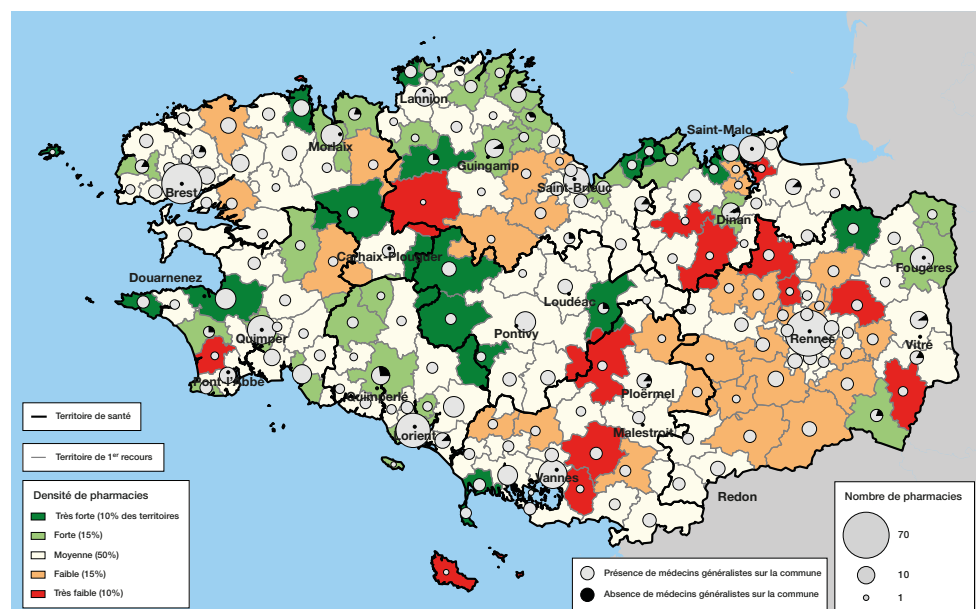 Saint-Malo
Lannion
Morlaix
Guingamp
Saint-Brieuc
Brest
Dinan
Fougères
Carhaix-Plouguer
Douarnenez
Loudéac
Quimper
Pontivy
Rennes
Vitré
Pont-l'Abbé
Quimperlé
Ploërmel
Lorient
Malestroit
Vannes
Redon
Territoire de santé
Territoire de 1er recours
Densité de pharmacies
Très forte (10% des territoires
Forte (15%)
Moyenne (50%)
Faible (15%)
Très faible (10%)
Présence de médecins généralistes sur la commune
Absence de médecins généralistes sur la commune
Nombre de pharmacies
70
10
1